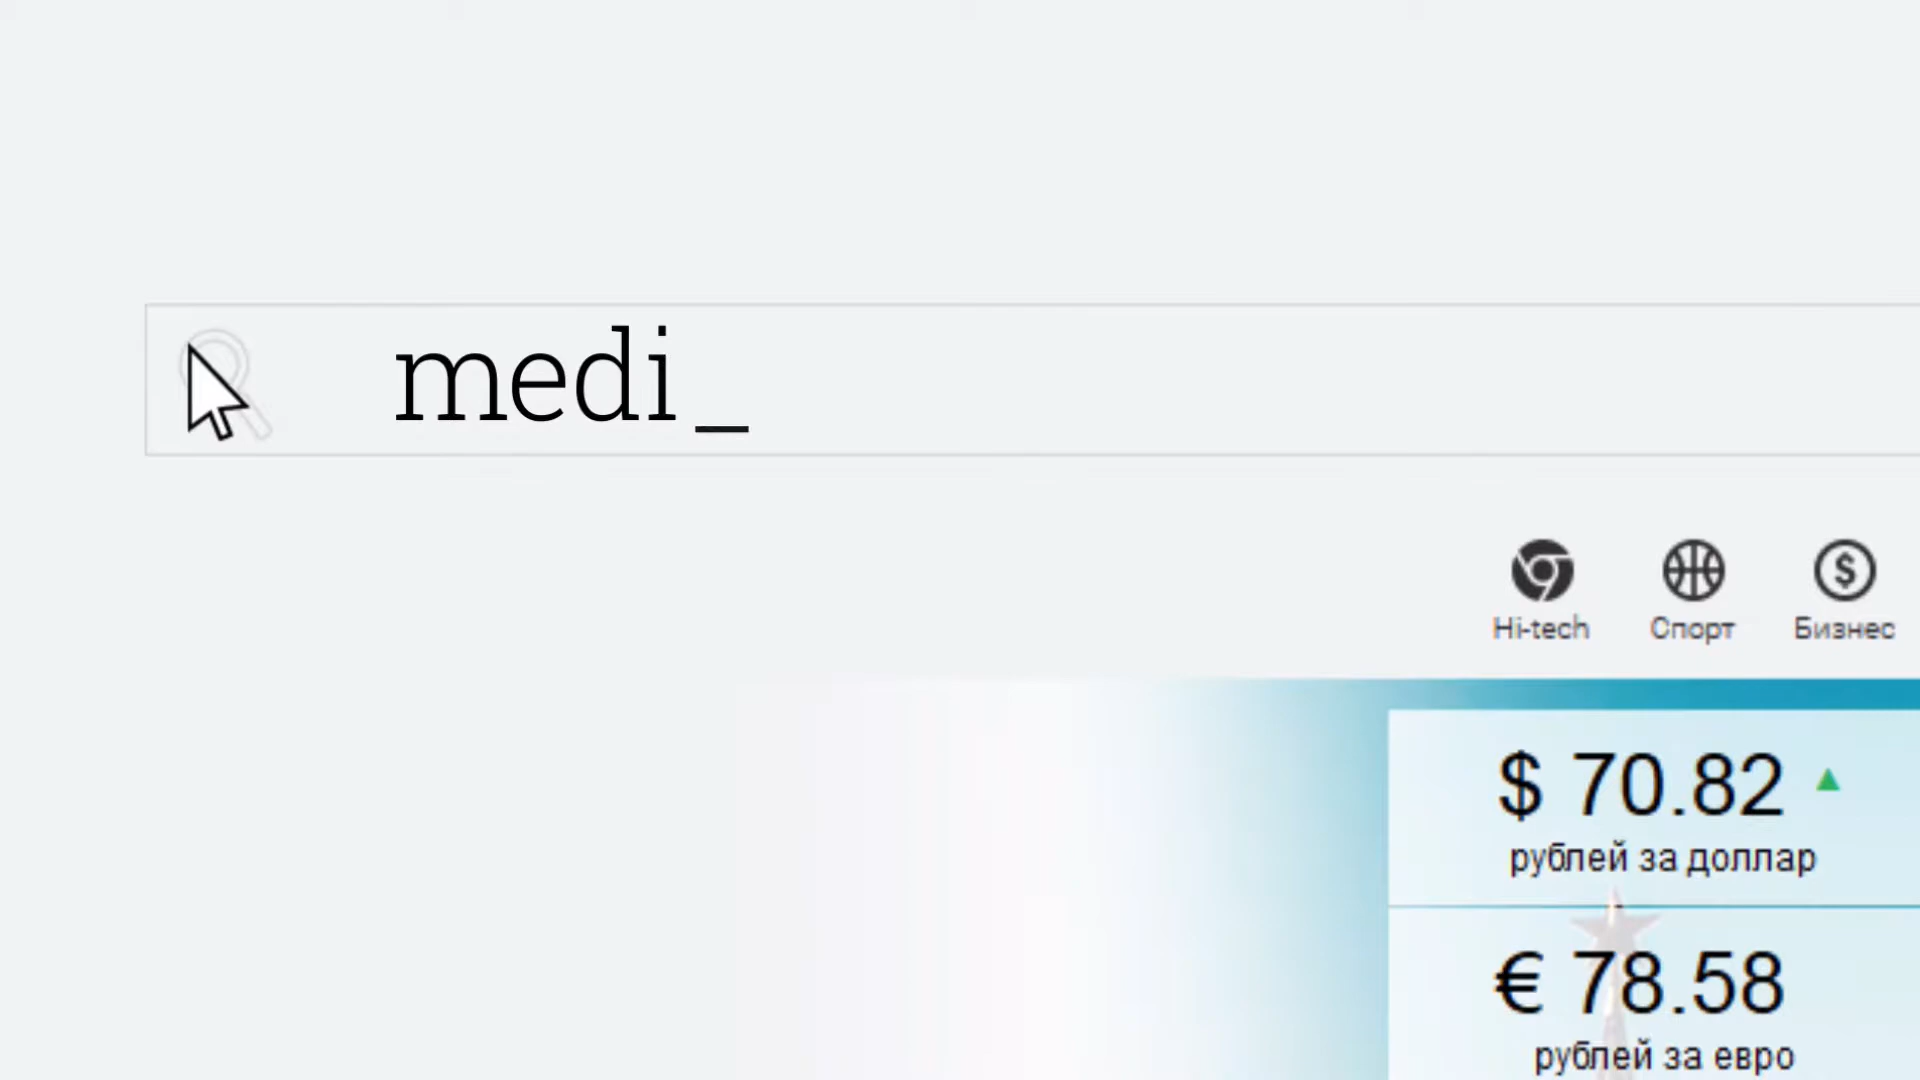 medi_
Hi-tech
Спорт
Бизнес
$ 70.82
рублей за доллар
€ 78.58
рублей за евро